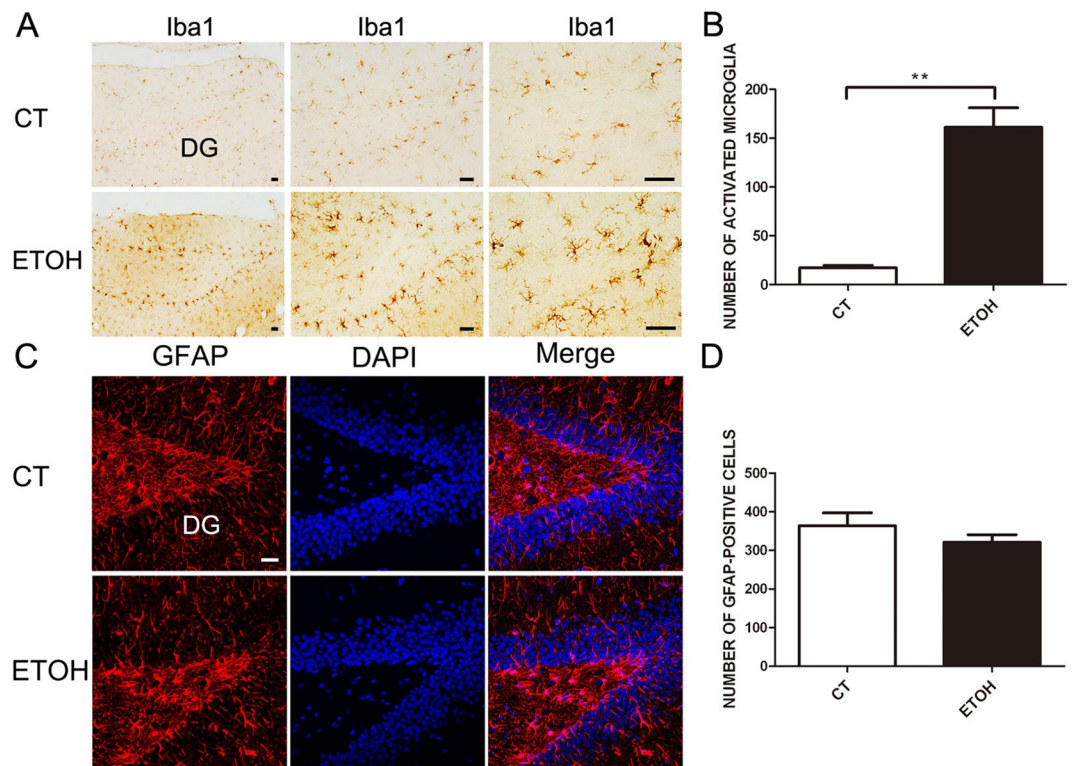 A
Iba1 Iba1 Iba1
CT
DG
ETOH
B
NUMBER OF ACTIVATED MICROGLIA
200
150
100
50
0
**
CT
ETOH
C
GFAP DAPI Merge
CT
DG
ETOH
D
NUMBER OF GFAP-POSITIVE CELLS
500
400
300
200
100
0
CT
ETOH